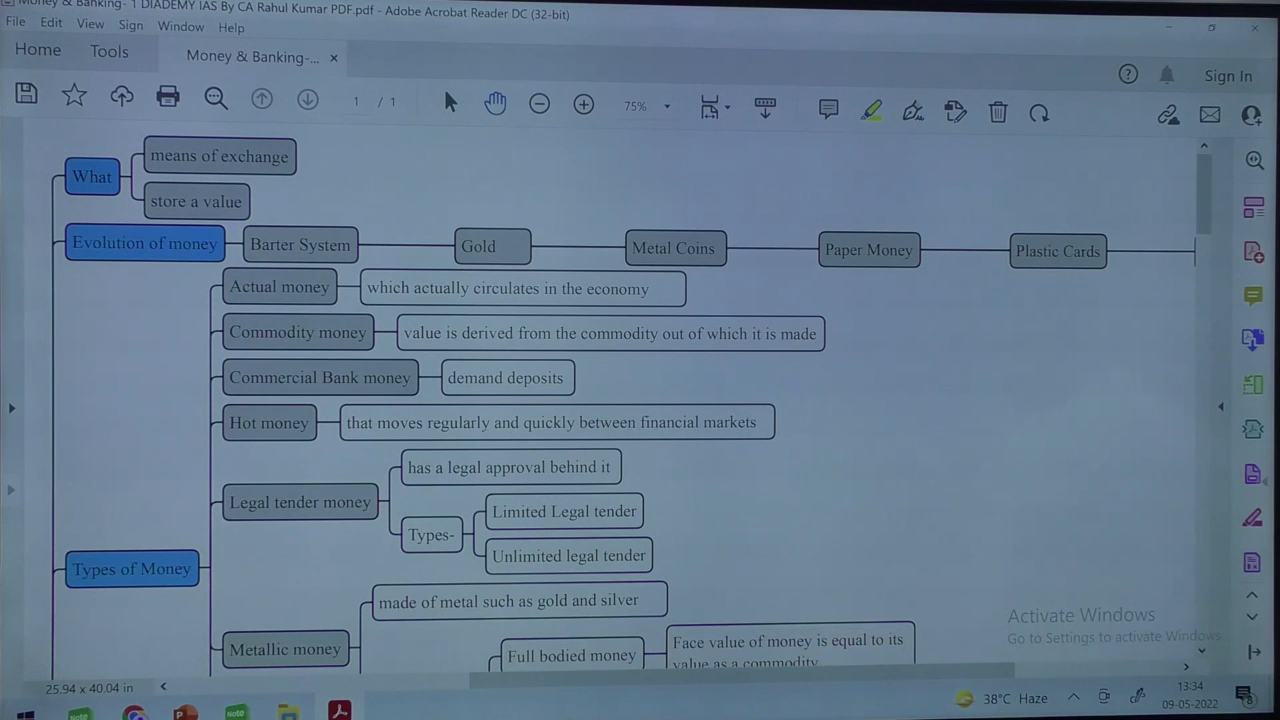 Money & Banking- 1 DIADEMY IAS By CA Rahul Kumar PDF.pdf - Adobe Acrobat Reader DC (32-bit)
File Edit View Sign Window Help
Home Tools Money & Banking-... ×
Sign In
1 / 1 75%
What
means of exchange
store a value
Evolution of money Barter System Gold Metal Coins Paper Money Plastic Cards
Actual money which actually circulates in the economy
Commodity money value is derived from the commodity out of which it is made
Commercial Bank money demand deposits
Hot money that moves regularly and quickly between financial markets
has a legal approval behind it
Legal tender money
Limited Legal tender
Types-
Unlimited legal tender
Types of Money
made of metal such as gold and silver
Metallic money
Full bodied money
Face value of money is equal to its
value as a commodity
Activate Windows
Go to Settings to activate Windows
25.94 x 40.04 in
38°C Haze
13:34
09-05-2022
8